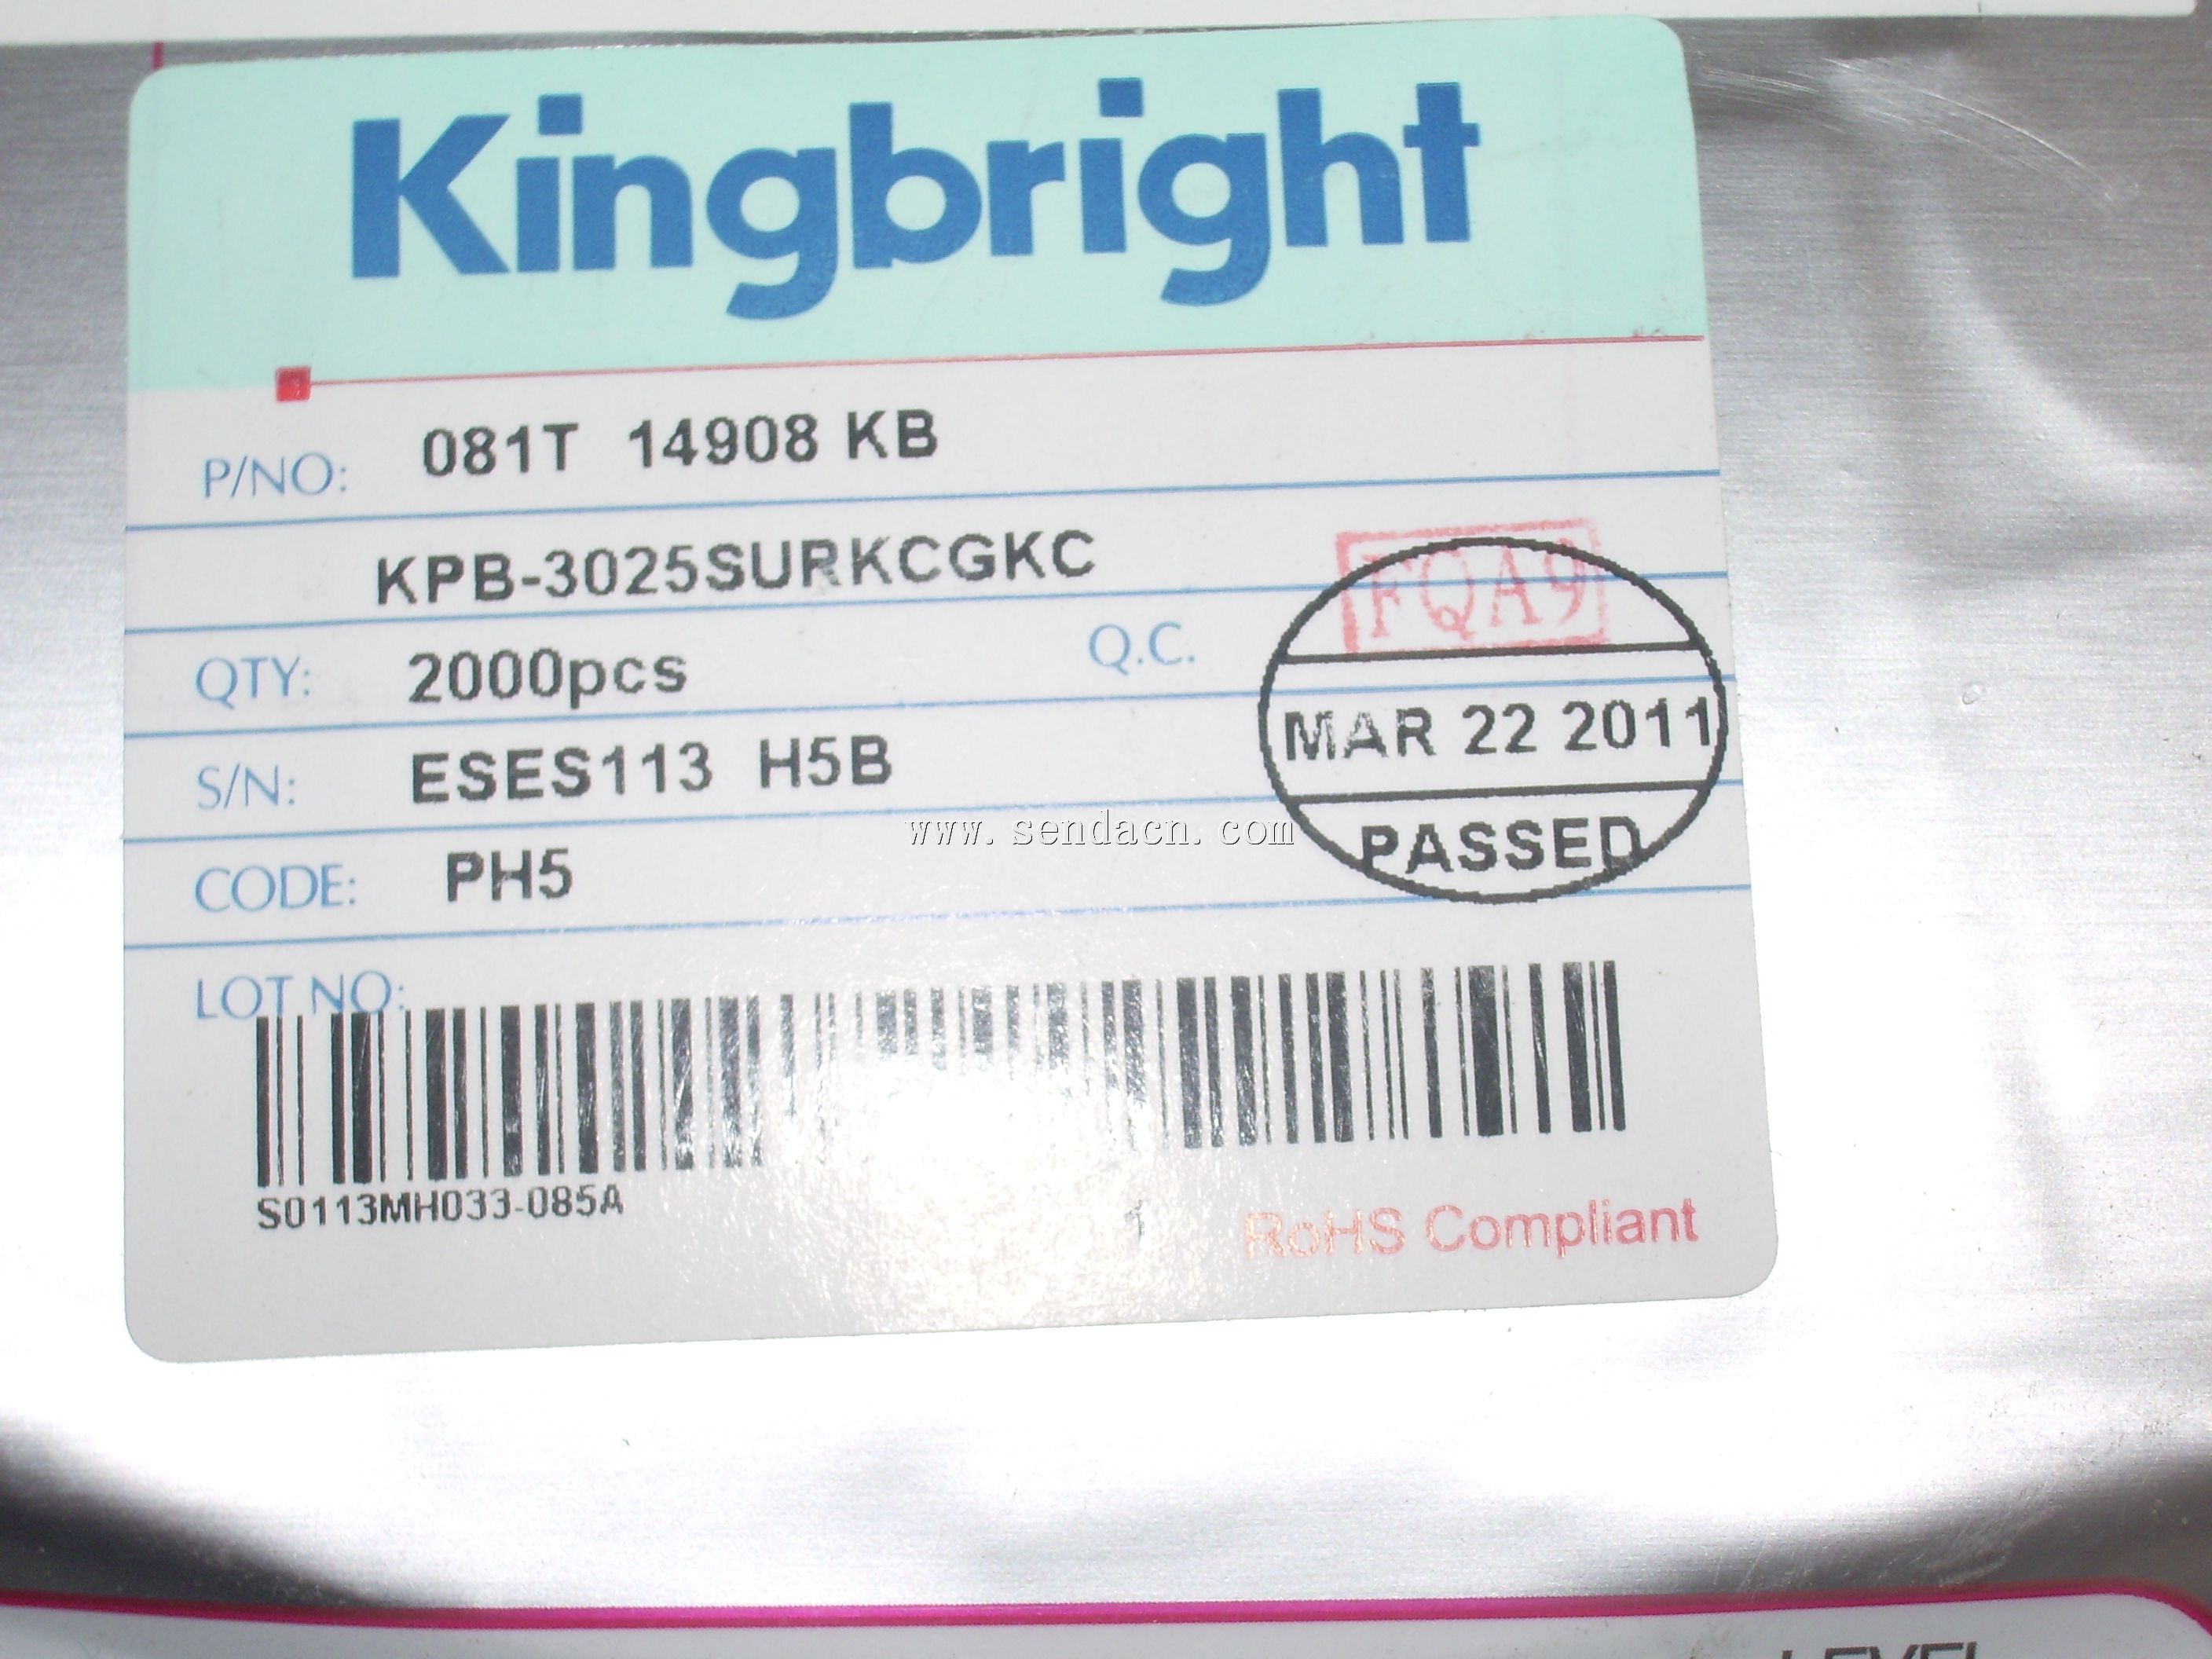 Kingbright
P/NO: 081T 14908 KB
KPB-3025SURKCGKC
FQA9
QTY: 2000pcs Q.C.
MAR 22 2011
S/N: ESES113 H5B
www.sendacn.com
PASSED
CODE: PH5
LOT NO:
S0113MH033-085A
RoHS Compliant
LEVEL